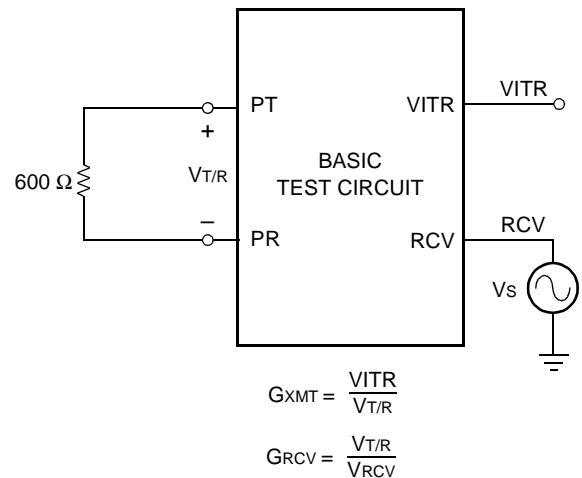 VITR
PT
VITR
+
BASIC
600 Ω
VT/R
TEST CIRCUIT
–
RCV
PR
RCV
VS
GXMT = VITR / VT/R
GRCV = VT/R / VRCV